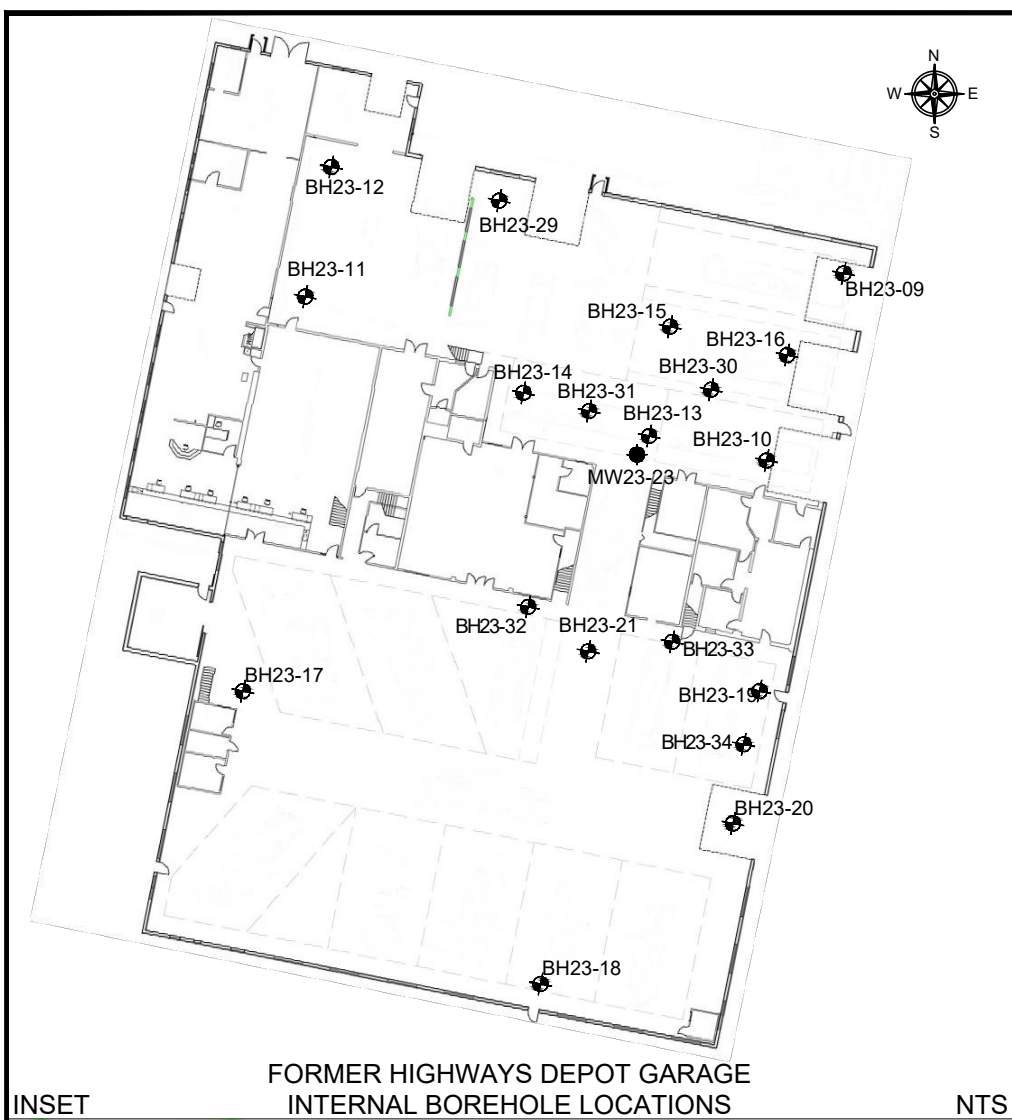 N
W E
S
BH23-12
BH23-29
BH23-11
BH23-09
BH23-15
BH23-16
BH23-30
BH23-14
BH23-31
BH23-13
BH23-10
MW23-23
BH23-32
BH23-21
BH23-33
BH23-17
BH23-19
BH23-34
BH23-20
BH23-18
FORMER HIGHWAYS DEPOT GARAGE
INSET INTERNAL BOREHOLE LOCATIONS NTS